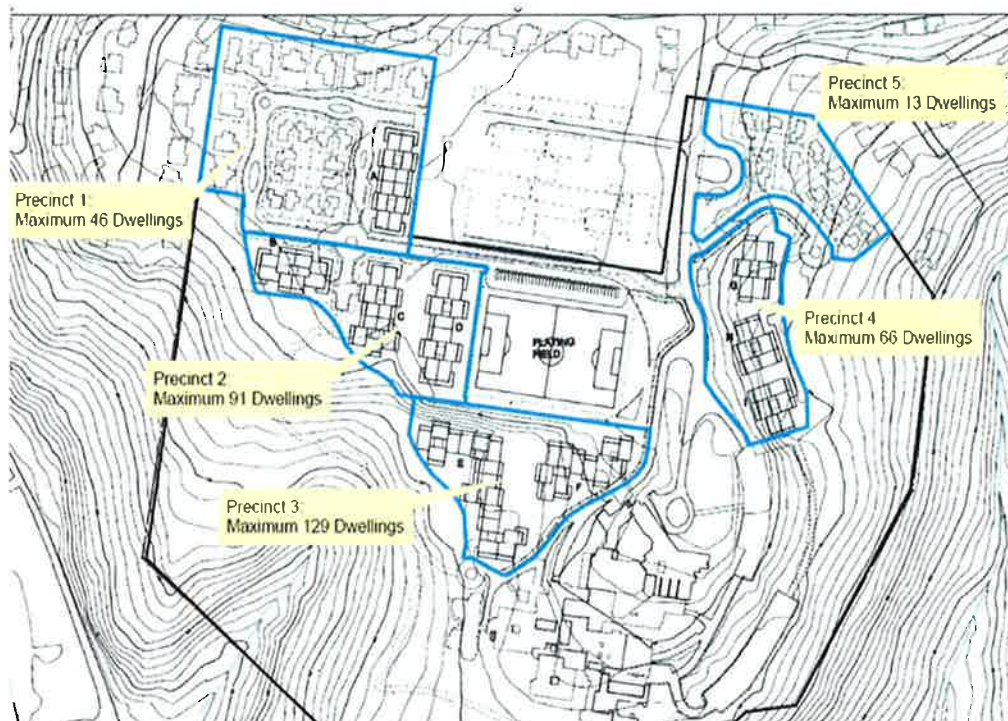 Precinct 5:
Maximum 13 Dwellings
Precinct 1:
Maximum 46 Dwellings
A
B
C
D
PLAYING
FIELD
G
H
Precinct 4
Maximum 66 Dwellings
Precinct 2:
Maximum 91 Dwellings
E
F
Precinct 3:
Maximum 129 Dwellings